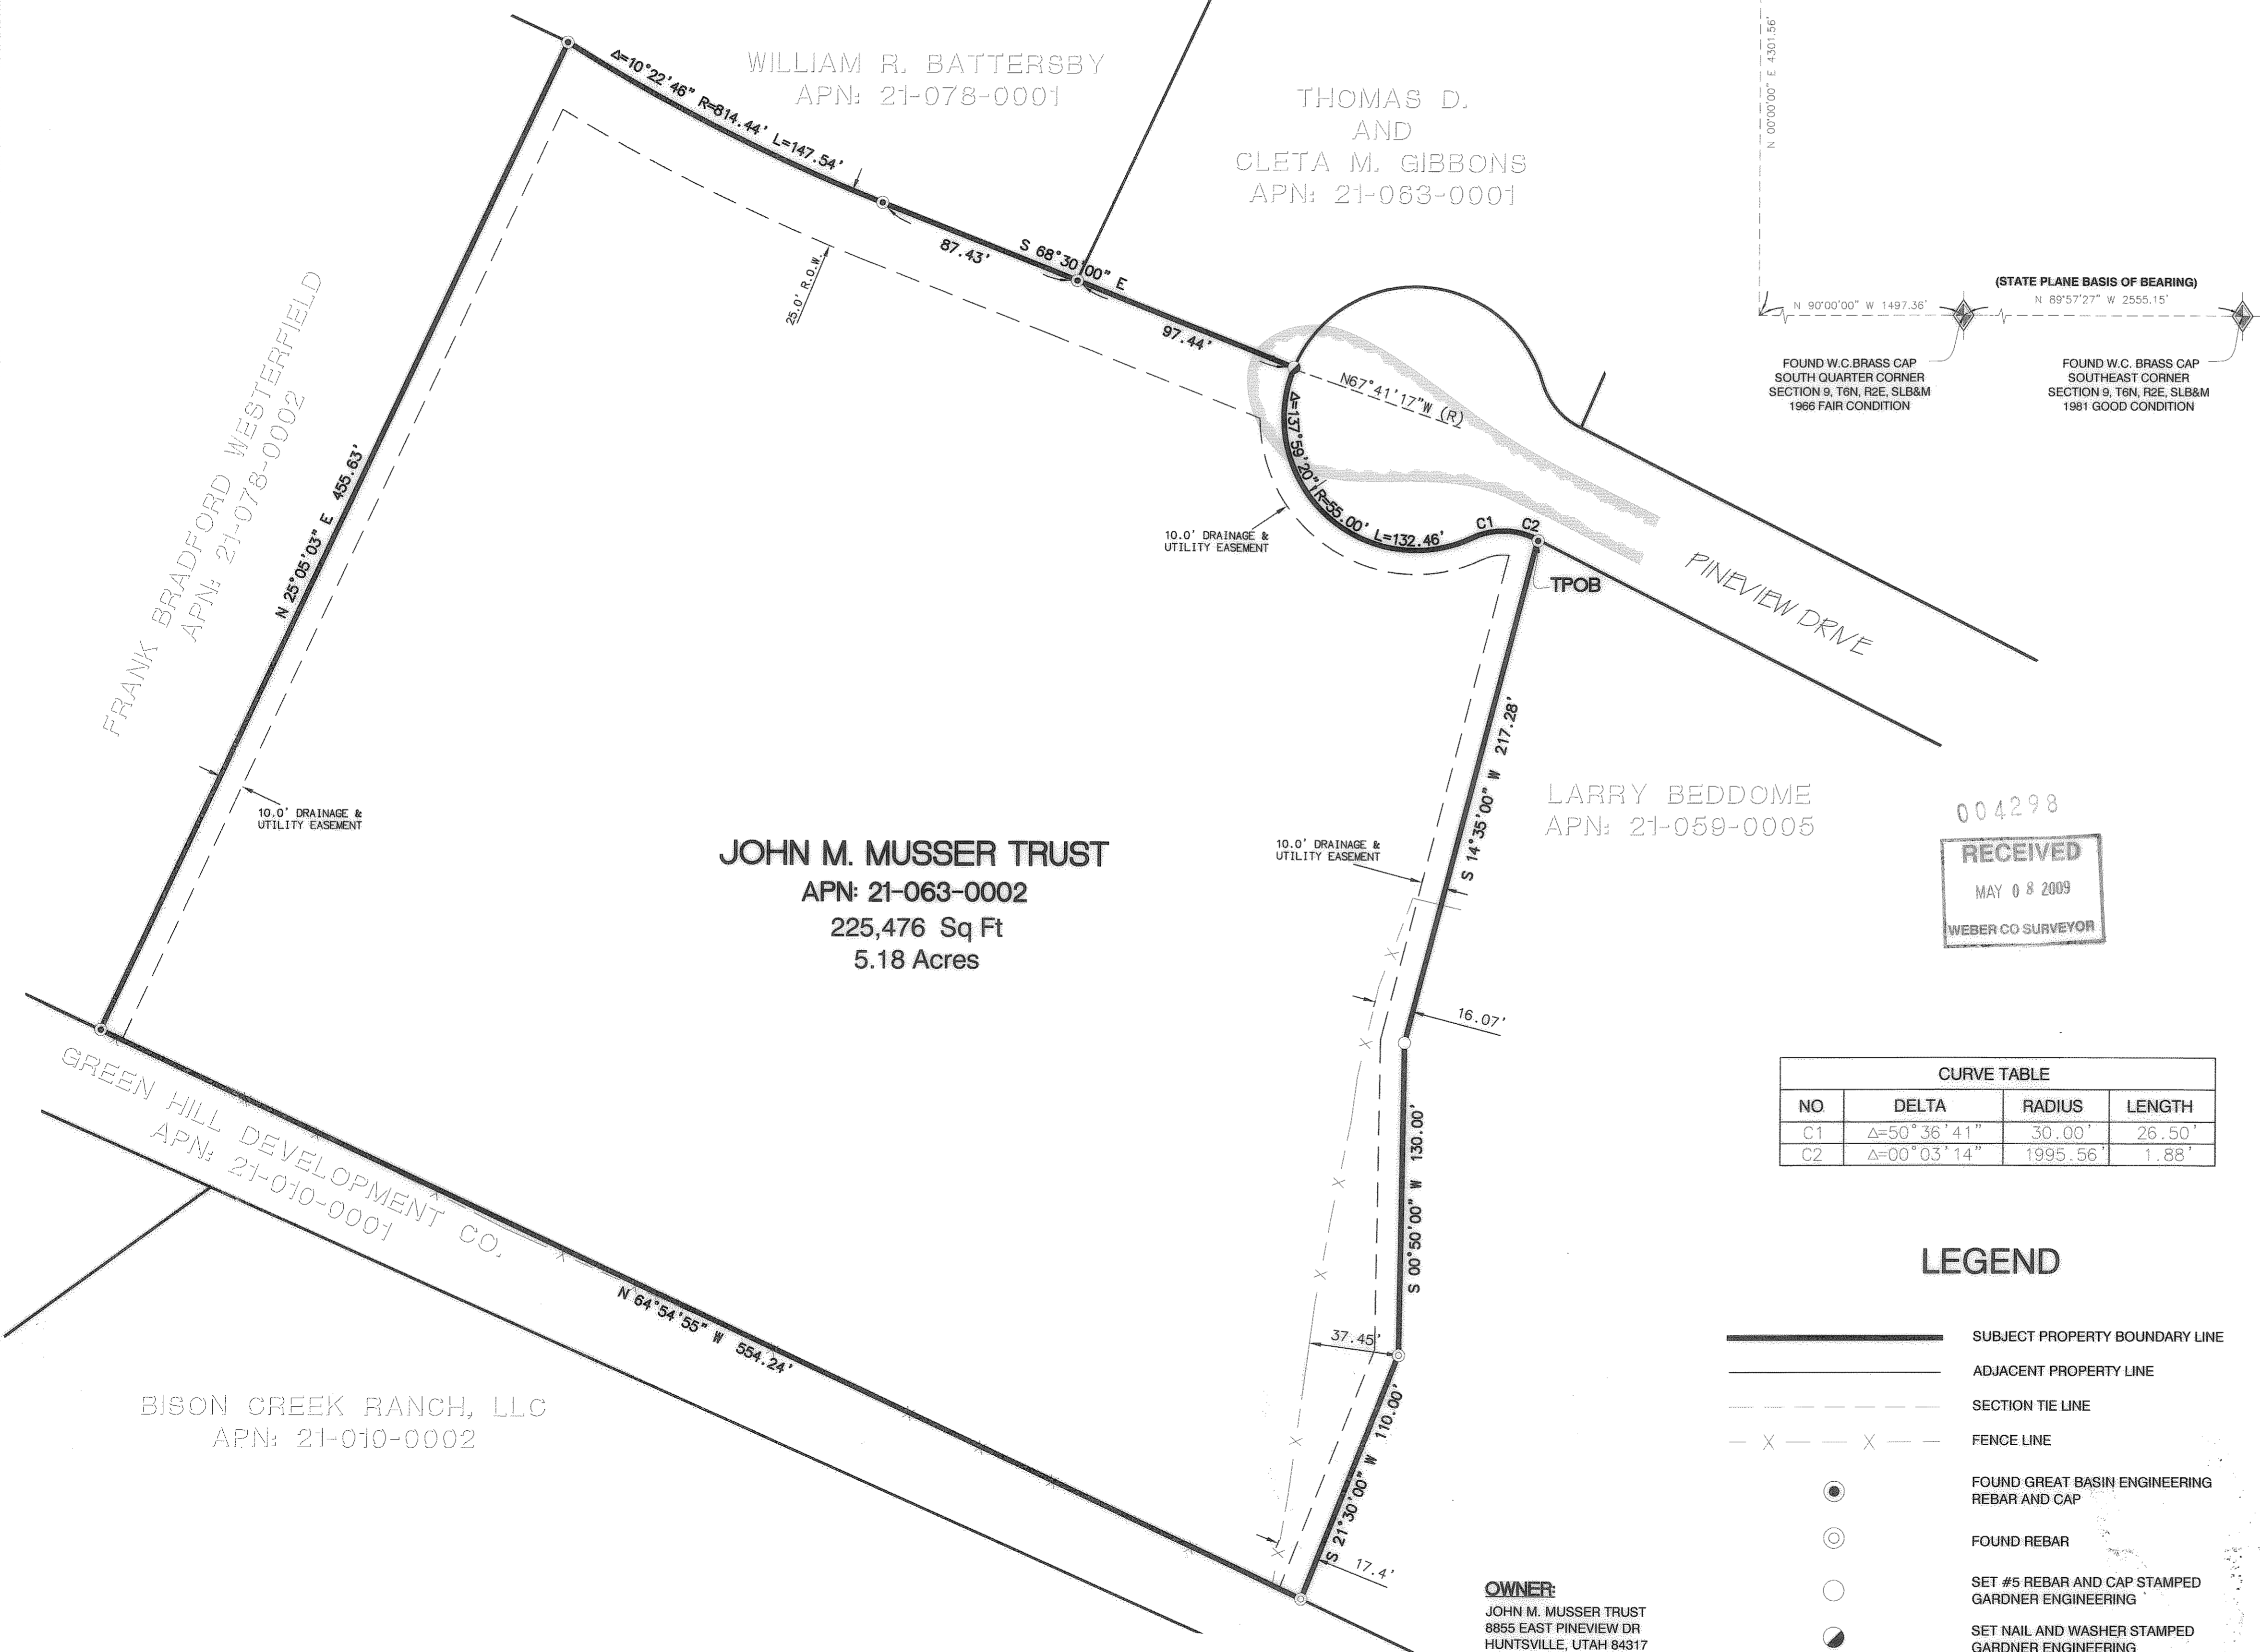 WILLIAM R. BATTERSBY
APN: 21-078-0001
THOMAS D.
AND
CLETA M. GIBBONS
APN: 21-063-0001
N 00°00'00" E 4301.56'
Δ=10°22'46" R=814.44' L=147.54'
87.43'
S 68°30'00" E
97.44'
25.0' R.O.W.
N67°41'17"W (R)
Δ=137°59'20" R=55.00' L=132.46'
C1 C2
TPOB
PINEVIEW DRIVE
10.0' DRAINAGE &
UTILITY EASEMENT
(STATE PLANE BASIS OF BEARING)
N 90°00'00" W 1497.36'
N 89°57'27" W 2555.15'
FOUND W.C.BRASS CAP
SOUTH QUARTER CORNER
SECTION 9, T6N, R2E, SLB&M
1966 FAIR CONDITION
FOUND W.C. BRASS CAP
SOUTHEAST CORNER
SECTION 9, T6N, R2E, SLB&M
1981 GOOD CONDITION
FRANK BRADFORD WESTERFIELD
APN: 21-078-0002
N 25°05'03" E 455.63'
10.0' DRAINAGE &
UTILITY EASEMENT
JOHN M. MUSSER TRUST
APN: 21-063-0002
225,476 Sq Ft
5.18 Acres
10.0' DRAINAGE &
UTILITY EASEMENT
S 14°35'00" W 217.28'
LARRY BEDDOME
APN: 21-059-0005
004298
RECEIVED
MAY 08 2009
WEBER CO SURVEYOR
16.07'
S 00°50'00" W 130.00'
37.45'
S 21°30'00" W 110.00'
17.4'
GREEN HILL DEVELOPMENT CO.
APN: 21-010-0001
N 64°54'55" W 554.24'
BISON CREEK RANCH, LLC
APN: 21-010-0002
CURVE TABLE
NO. DELTA RADIUS LENGTH
C1 Δ=50°36'41" 30.00' 26.50'
C2 Δ=00°03'14" 1995.56' 1.88'
LEGEND
SUBJECT PROPERTY BOUNDARY LINE
ADJACENT PROPERTY LINE
SECTION TIE LINE
FENCE LINE
FOUND GREAT BASIN ENGINEERING
REBAR AND CAP
FOUND REBAR
SET #5 REBAR AND CAP STAMPED
GARDNER ENGINEERING
SET NAIL AND WASHER STAMPED
GARDNER ENGINEERING
OWNER:
JOHN M. MUSSER TRUST
8855 EAST PINEVIEW DR
HUNTSVILLE, UTAH 84317